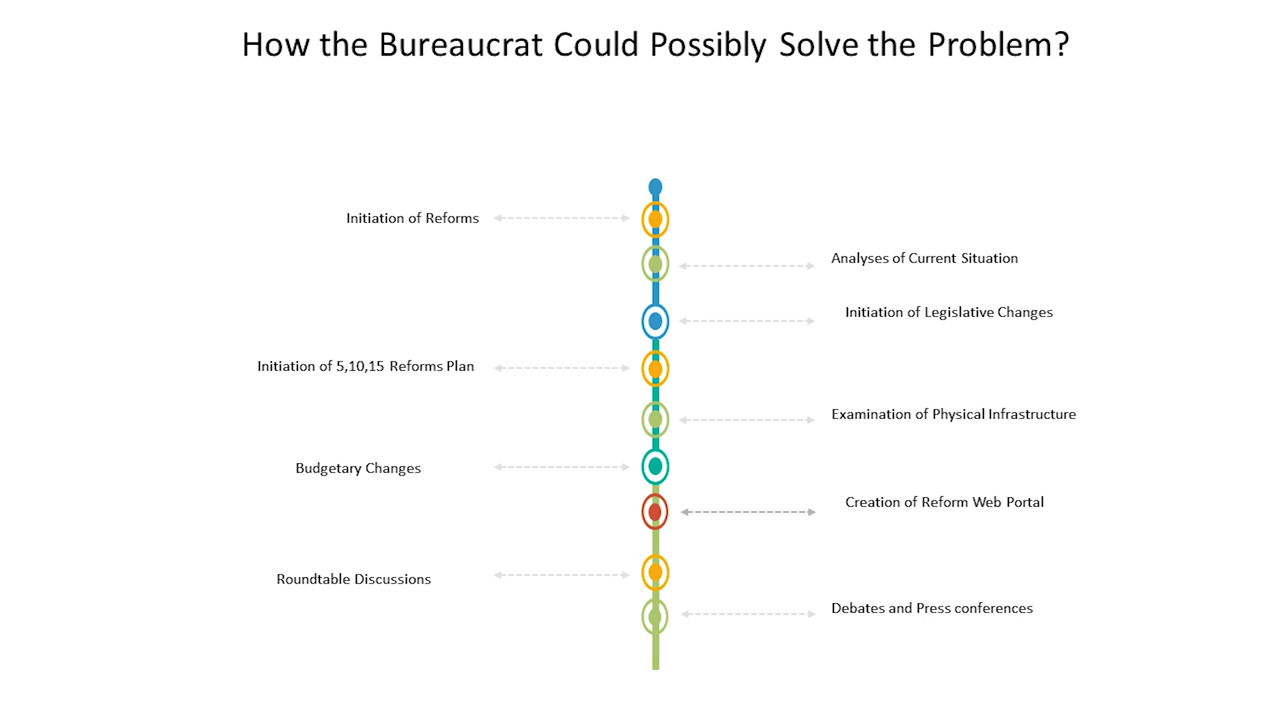 How the Bureaucrat Could Possibly Solve the Problem?
Initiation of Reforms
Analyses of Current Situation
Initiation of Legislative Changes
Initiation of 5,10,15 Reforms Plan
Examination of Physical Infrastructure
Budgetary Changes
Creation of Reform Web Portal
Roundtable Discussions
Debates and Press conferences